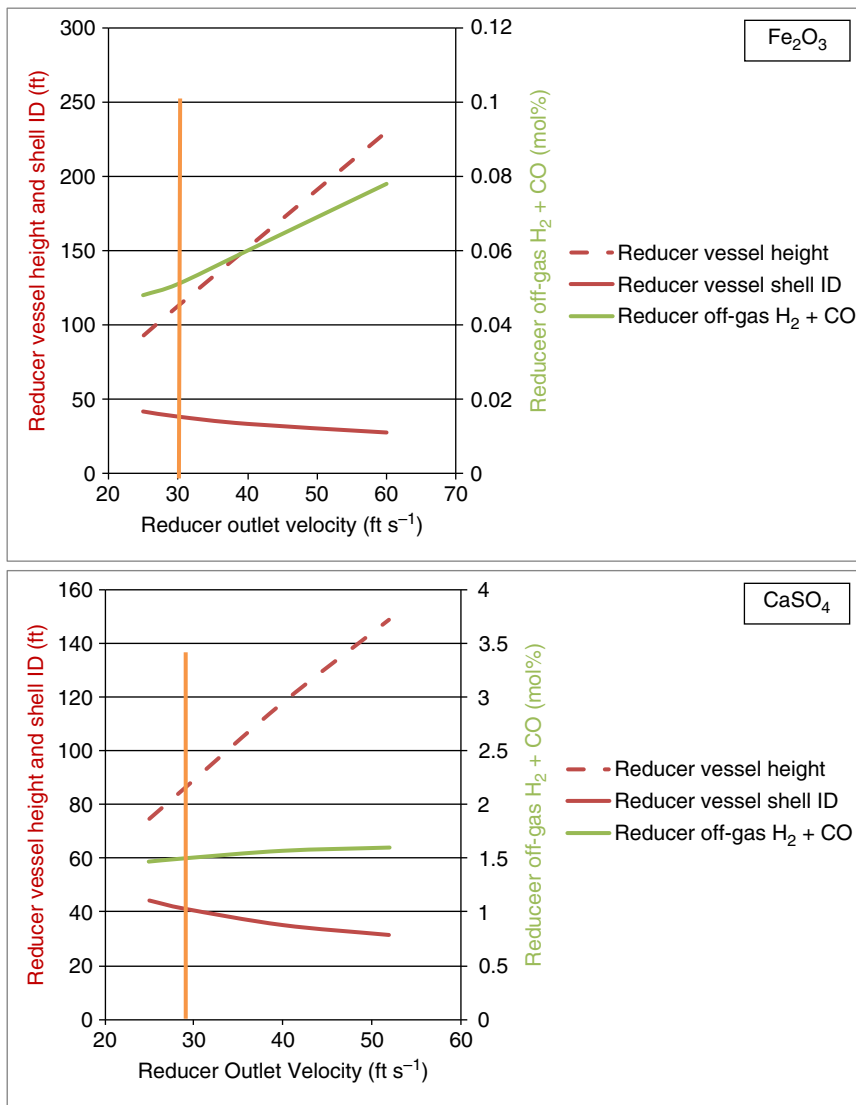 Fe₂O₃
Reducer vessel height and shell ID (ft)
300
250
200
150
100
50
0
0.12
0.1
0.08
0.06
0.04
0.02
0
Reduceer off-gas H₂ + CO (mol%)
20 30 40 50 60 70
Reducer outlet velocity (ft s⁻¹)
Reducer vessel height
Reducer vessel shell ID
Reducer off-gas H₂ + CO
CaSO₄
Reducer vessel height and shell ID (ft)
160
140
120
100
80
60
40
20
0
4
3.5
3
2.5
2
1.5
1
0.5
0
Reduceer off-gas H₂ + CO (mol%)
20 30 40 50 60
Reducer Outlet Velocity (ft s⁻¹)
Reducer vessel height
Reducer vessel shell ID
Reducer off-gas H₂ + CO